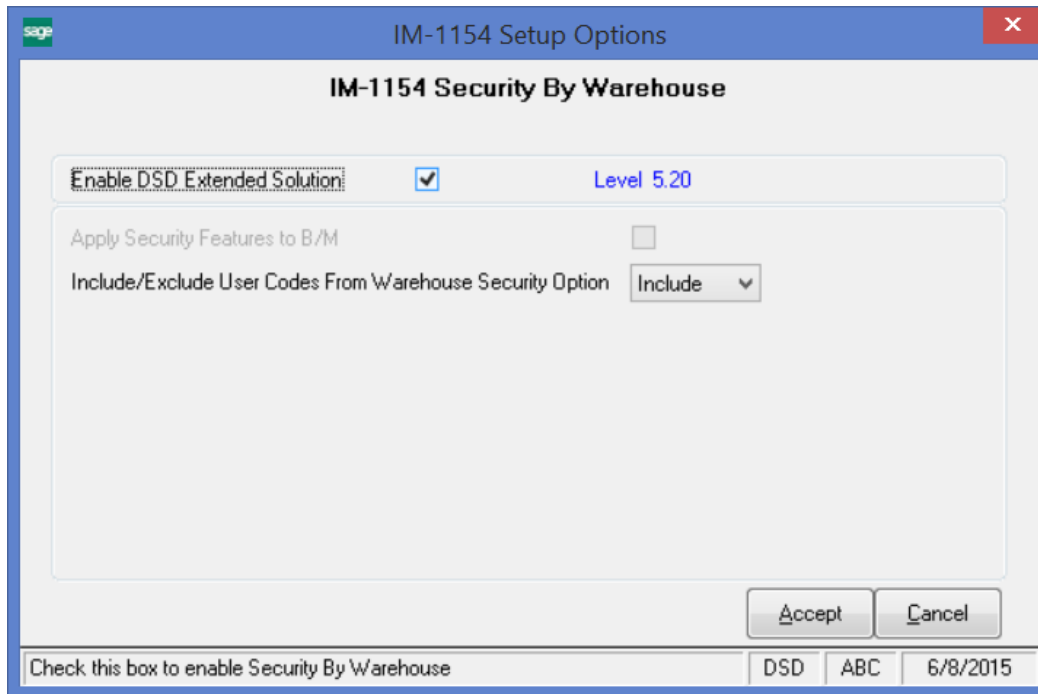 sage
IM-1154 Setup Options
IM-1154 Security By Warehouse
Enable DSD Extended Solution Level 5.20
Apply Security Features to B/M
Include/Exclude User Codes From Warehouse Security Option Include
Accept Cancel
Check this box to enable Security By Warehouse DSD ABC 6/8/2015